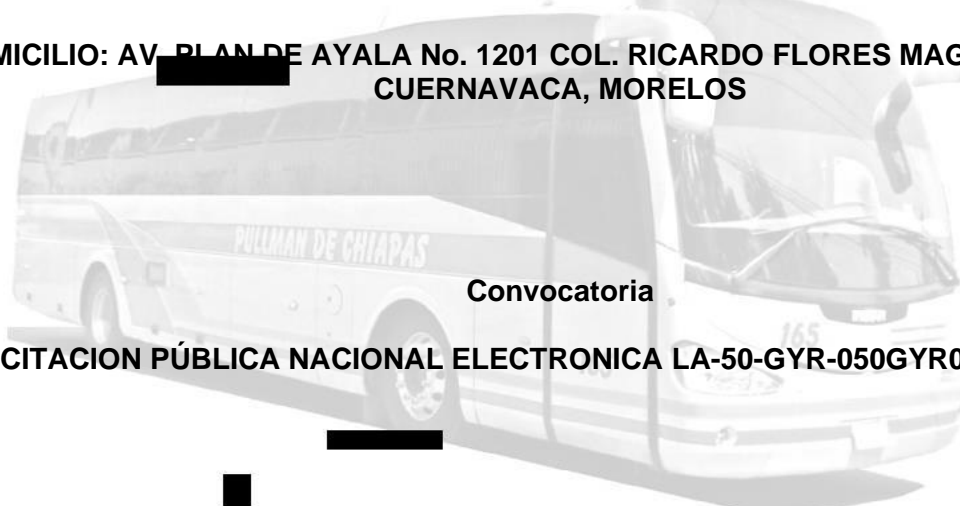 MICILIO: AV. PLAN DE AYALA No. 1201 COL. RICARDO FLORES MAG
CUERNAVACA, MORELOS
PULLMAN DE CHIAPAS
Convocatoria
165
CITACION PÚBLICA NACIONAL ELECTRONICA LA-50-GYR-050GYR0